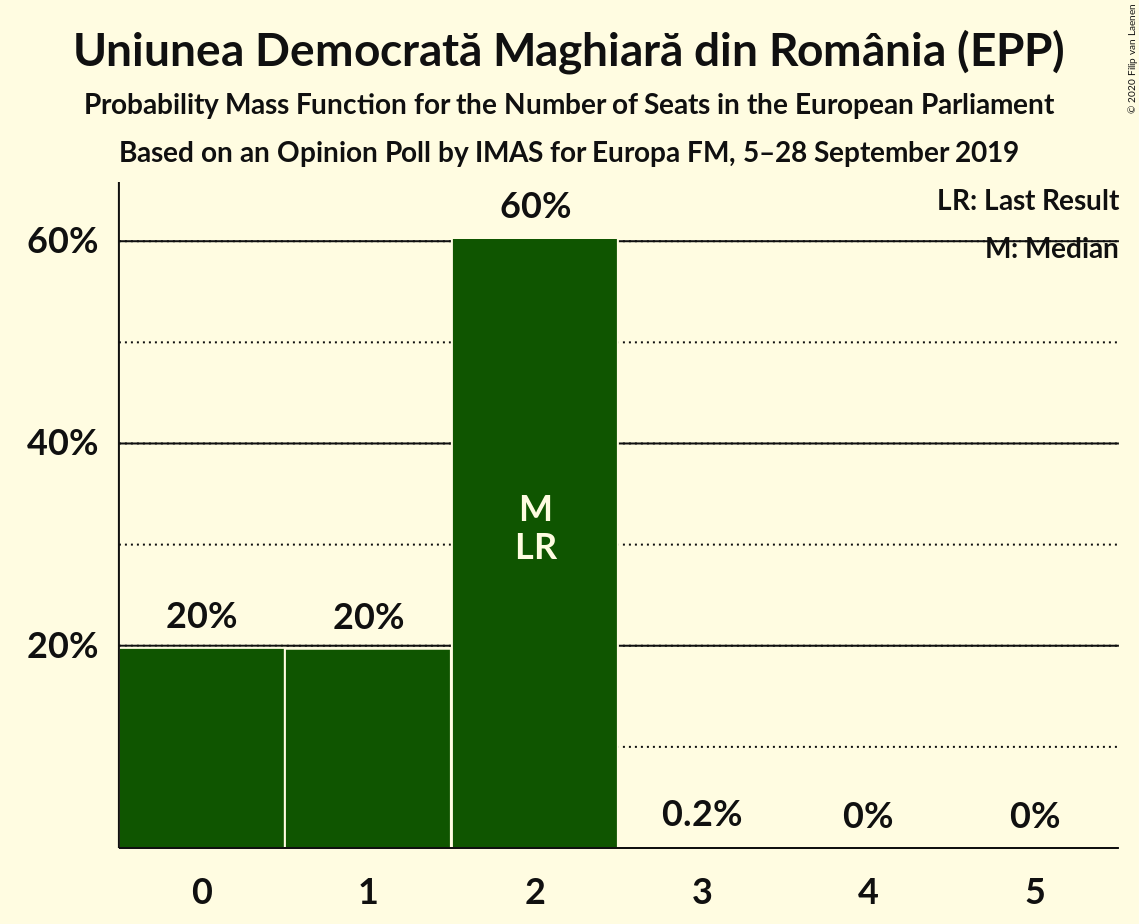 Uniunea Democrată Maghiară din România (EPP)
Probability Mass Function for the Number of Seats in the European Parliament
Based on an Opinion Poll by IMAS for Europa FM, 5–28 September 2019
© 2020 Filip van Laenen
LR: Last Result
M: Median
60%
40%
20%
20%
20%
60%
M
LR
0.2%
0%
0%
0
1
2
3
4
5